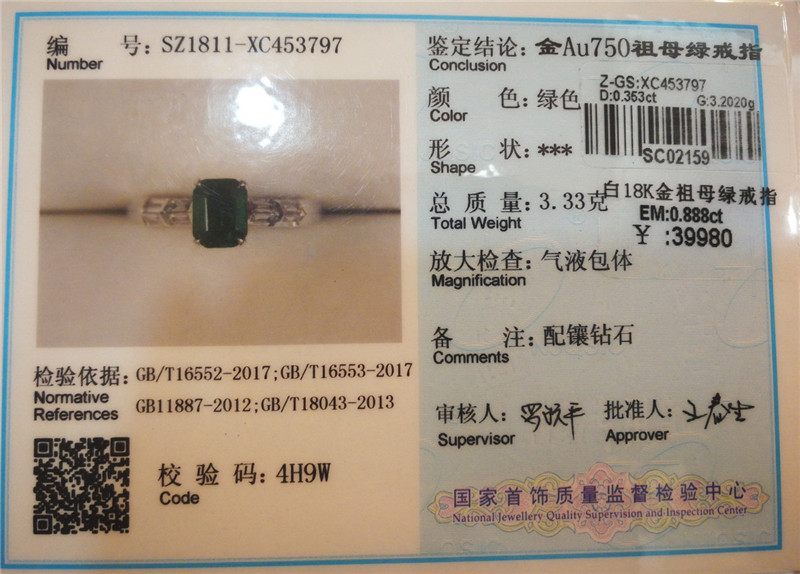 编 号: SZ1811-XC453797
Number
检验依据: GB/T16552-2017;GB/T16553-2017
Normative
References GB11887-2012;GB/T18043-2013
校 验 码: 4H9W
Code
鉴定结论: 金Au750祖母绿戒指
Conclusion
颜 色: 绿色
Color
Z-GS:XC453797
D:0.353ct G:3.2020g
SC02159
形 状: ***
Shape
总 质 量: 3.33克
Total Weight
白18K金祖母绿戒指
EM:0.888ct
¥ :39980
放大检查: 气液包体
Magnification
备 注: 配镶钻石
Comments
审核人:
Supervisor
批准人:
Approver
国家首饰质量监督检验中心
National Jewellery Quality Supervision and Inspection Center